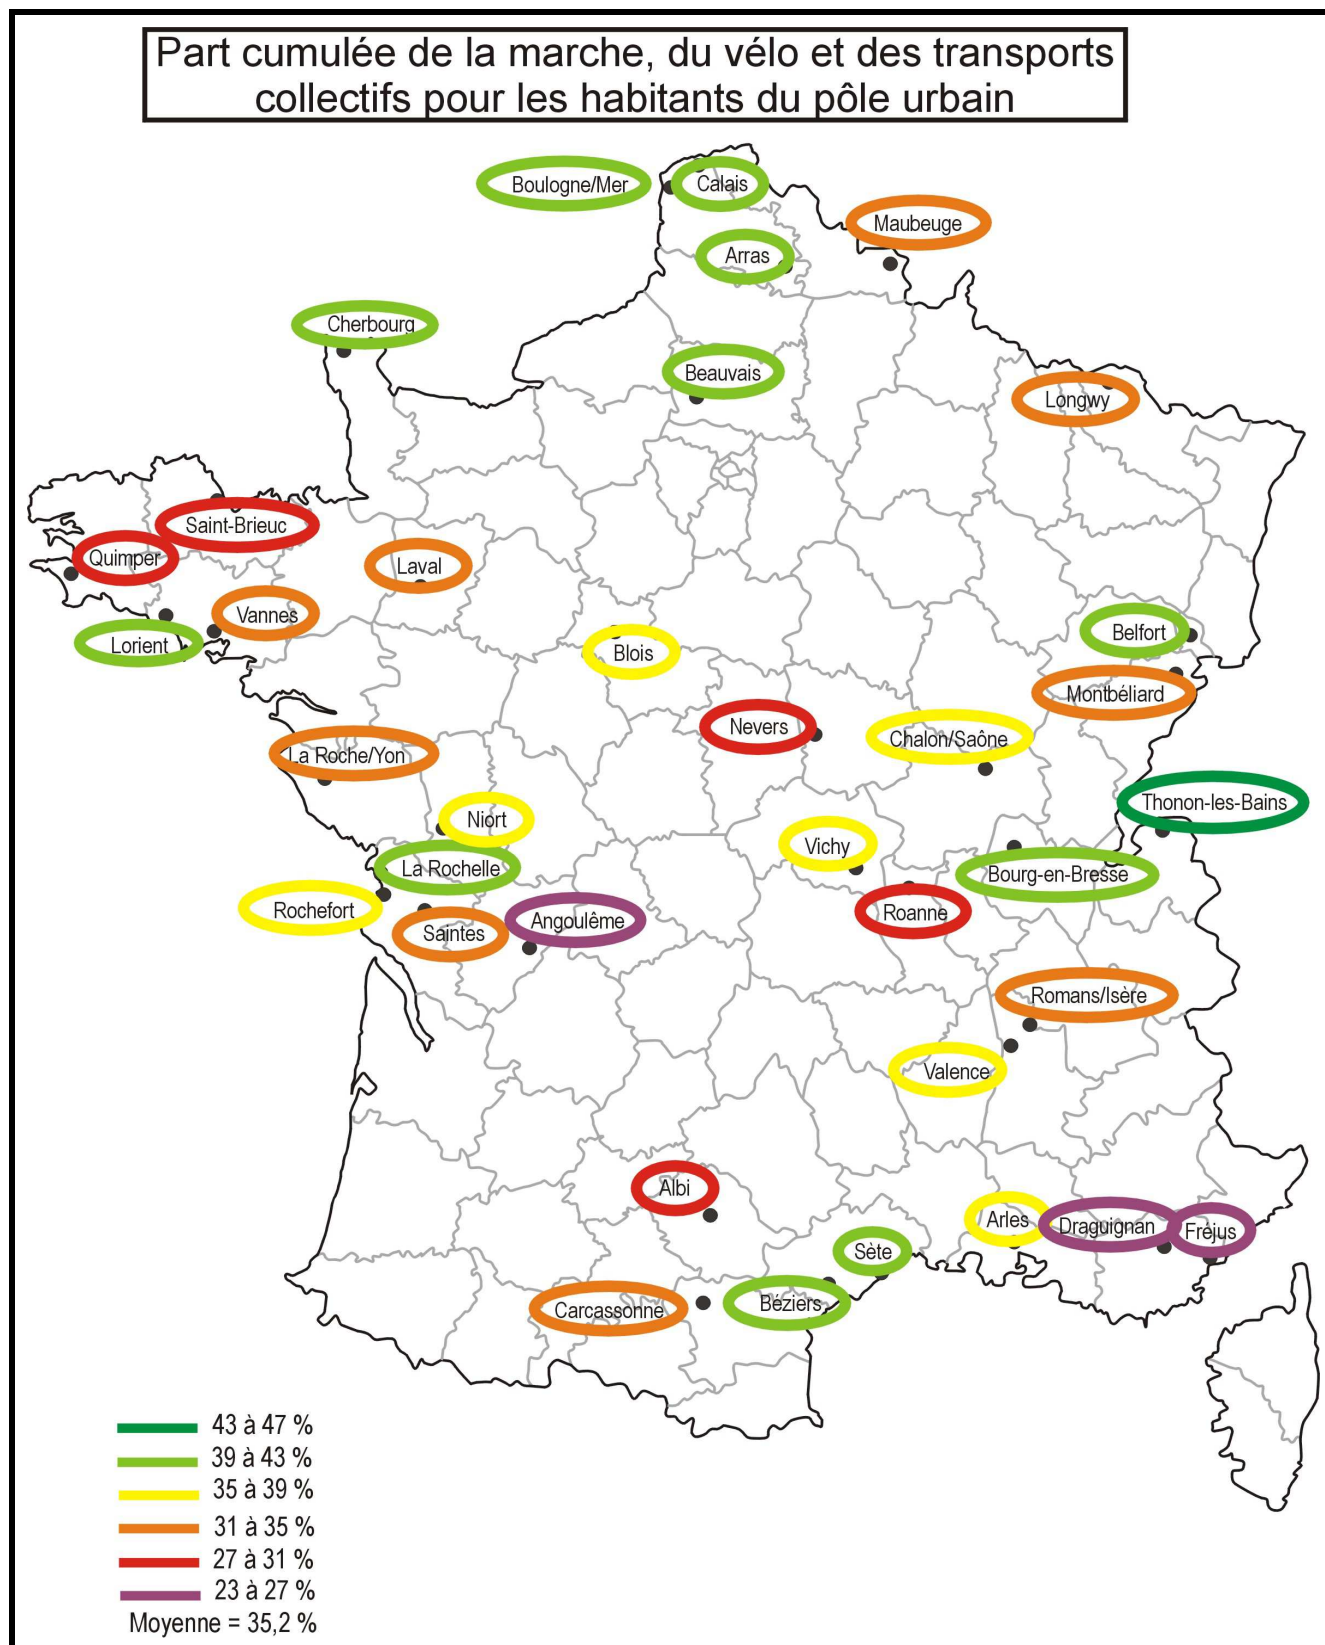 Part cumulée de la marche, du vélo et des transports
collectifs pour les habitants du pôle urbain
Boulogne/Mer
Calais
Maubeuge
Arras
Cherbourg
Beauvais
Longwy
Saint-Brieuc
Quimper
Laval
Vannes
Lorient
Blois
Belfort
Montbéliard
Nevers
Chalon/Saône
La Roche/Yon
Thonon-les-Bains
Niort
Vichy
La Rochelle
Bourg-en-Bresse
Rochefort
Saintes
Angoulême
Roanne
Romans/Isère
Valence
Albi
Arles
Draguignan
Fréjus
Sète
Carcassonne
Béziers
43 à 47 %
39 à 43 %
35 à 39 %
31 à 35 %
27 à 31 %
23 à 27 %
Moyenne = 35,2 %